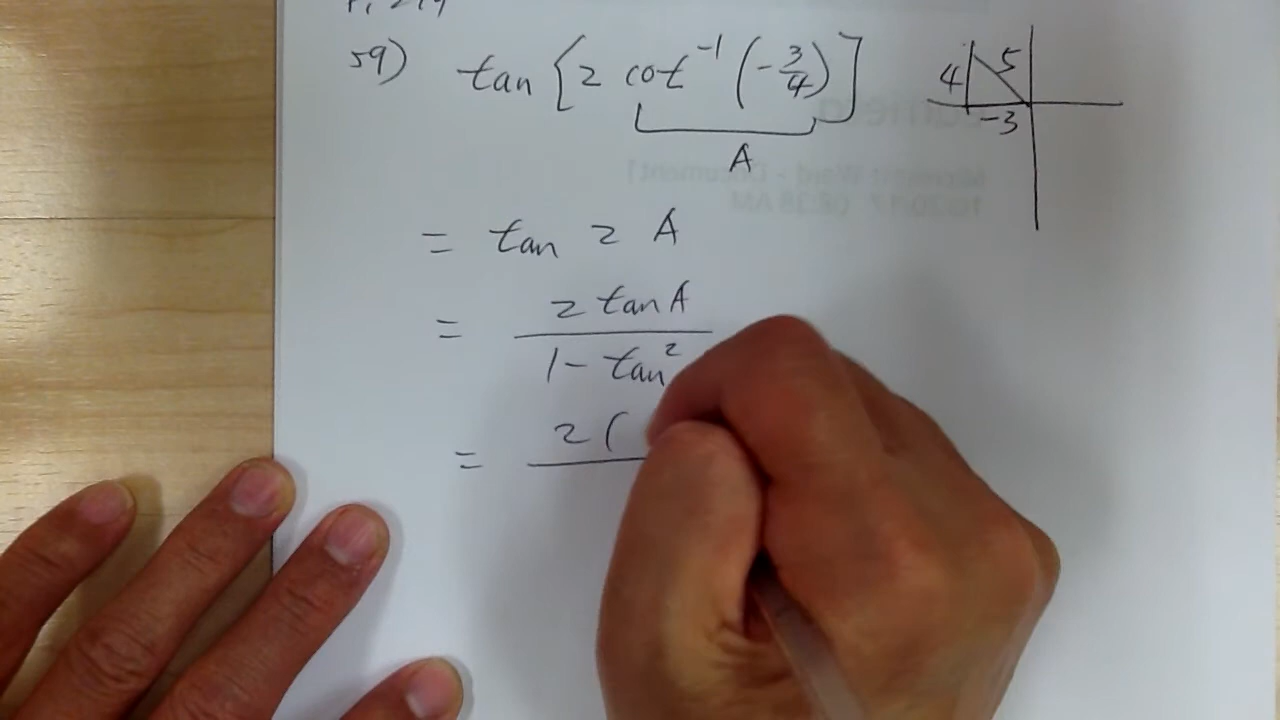 59) tan [2 cot⁻¹ (-3/4)]
A
4 5
-3
= tan 2 A
= 2 tan A / 1 - tan²
= 2 (